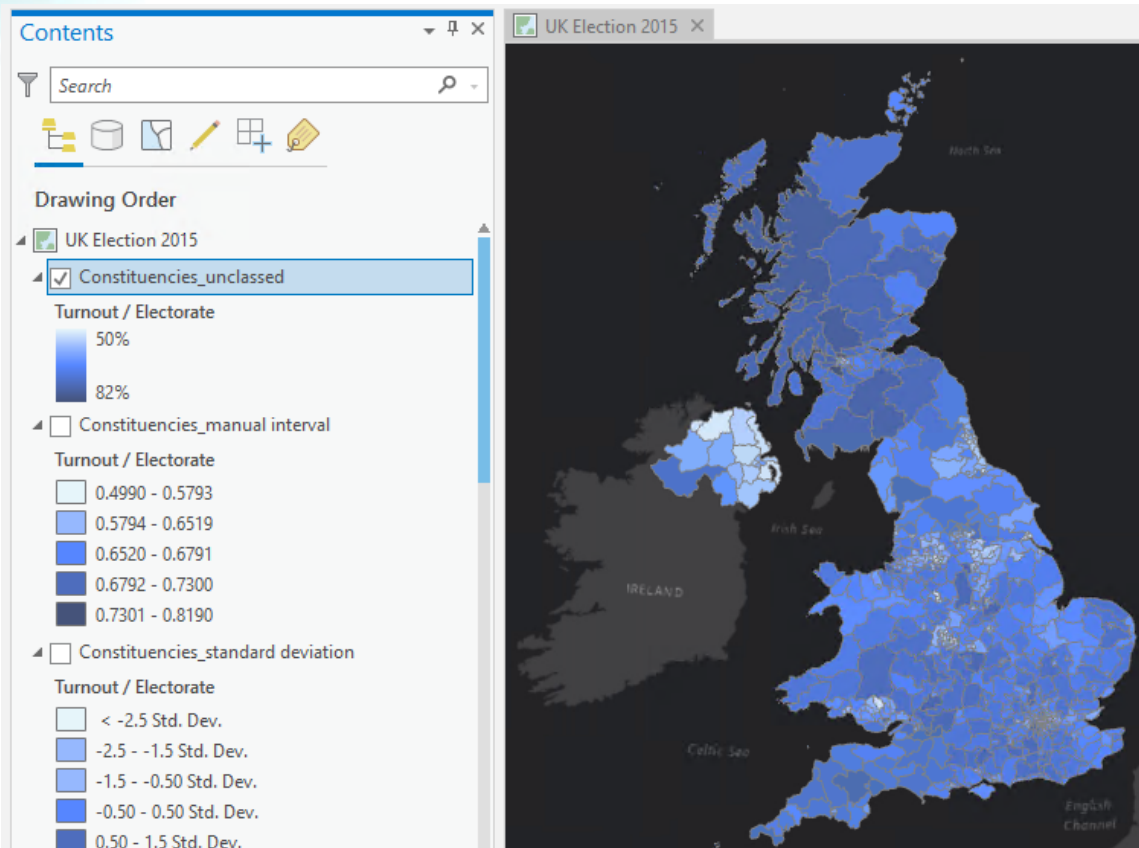 Contents
Search
Drawing Order
UK Election 2015
Constituencies_unclassed
Turnout / Electorate
50%
82%
Constituencies_manual interval
Turnout / Electorate
0.4990 - 0.5793
0.5794 - 0.6519
0.6520 - 0.6791
0.6792 - 0.7300
0.7301 - 0.8190
Constituencies_standard deviation
Turnout / Electorate
< -2.5 Std. Dev.
-2.5 - -1.5 Std. Dev.
-1.5 - -0.50 Std. Dev.
-0.50 - 0.50 Std. Dev.
0.50 - 1.5 Std. Dev.
UK Election 2015
North Sea
Irish Sea
IRELAND
Celtic Sea
English
Channel